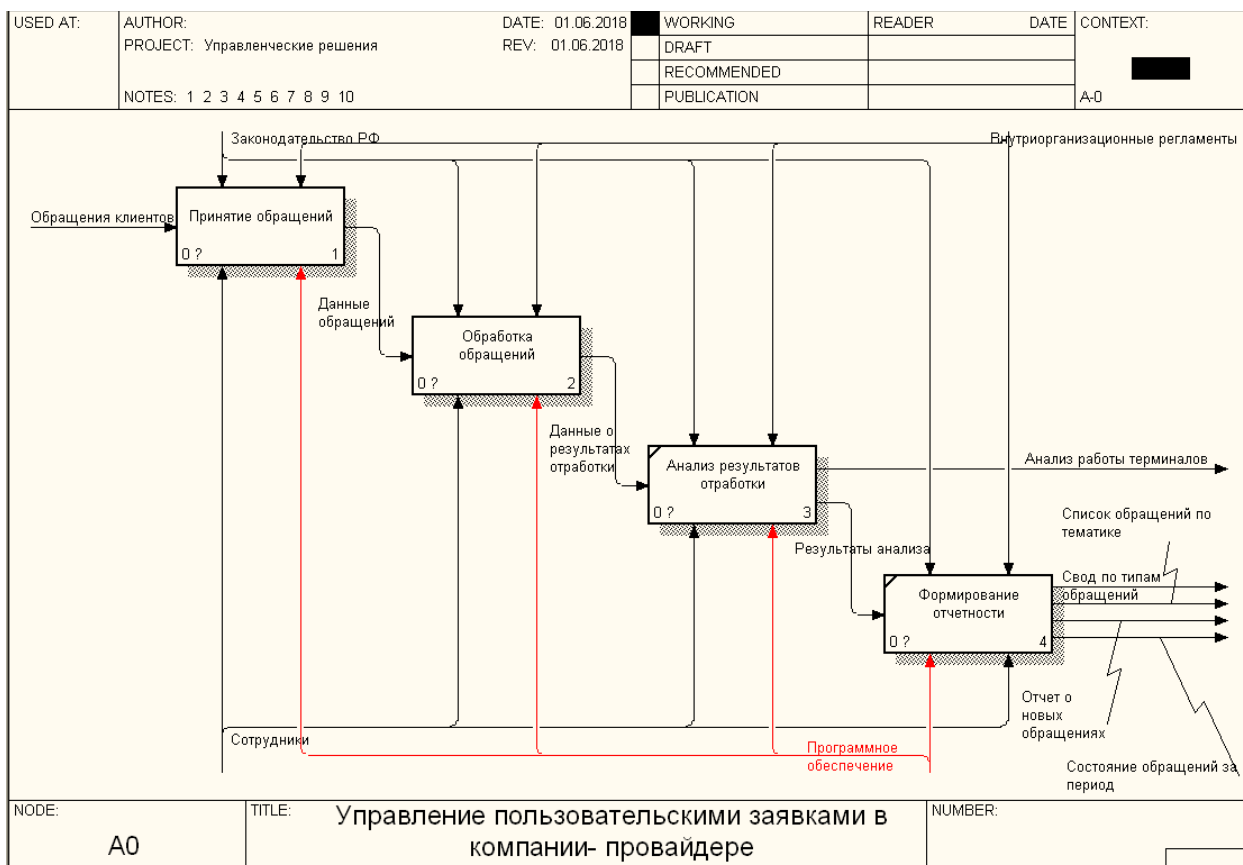 USED AT:
AUTHOR:
DATE: 01.06.2018
WORKING
READER
DATE
CONTEXT:
PROJECT: Управленческие решения
REV: 01.06.2018
DRAFT
RECOMMENDED
NOTES: 1 2 3 4 5 6 7 8 9 10
PUBLICATION
A-0
Законодательство РФ
Внутриорганизационные регламенты
Обращения клиентов
Принятие обращений
0 ?
1
Данные
обращений
Обработка
обращений
0 ?
2
Данные о
результатах
отработки
Анализ результатов
отработки
0 ?
3
Анализ работы терминалов
Список обращений по
тематике
Результаты анализа
Свод по типам
обращений
Формирование
отчетности
0 ?
4
Отчет о
новых
обращениях
Сотрудники
Программное
обеспечение
Состояние обращений за
период
NODE:
A0
TITLE:
Управление пользовательскими заявками в
компании- провайдере
NUMBER: